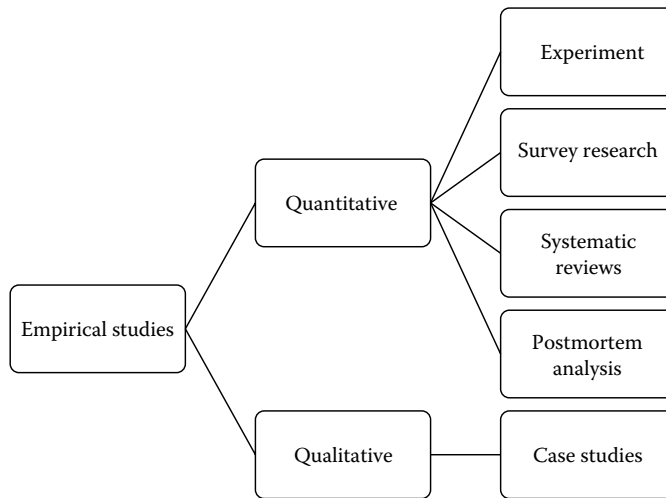 Experiment
Survey research
Quantitative
Systematic
reviews
Empirical studies
Postmortem
analysis
Qualitative
Case studies